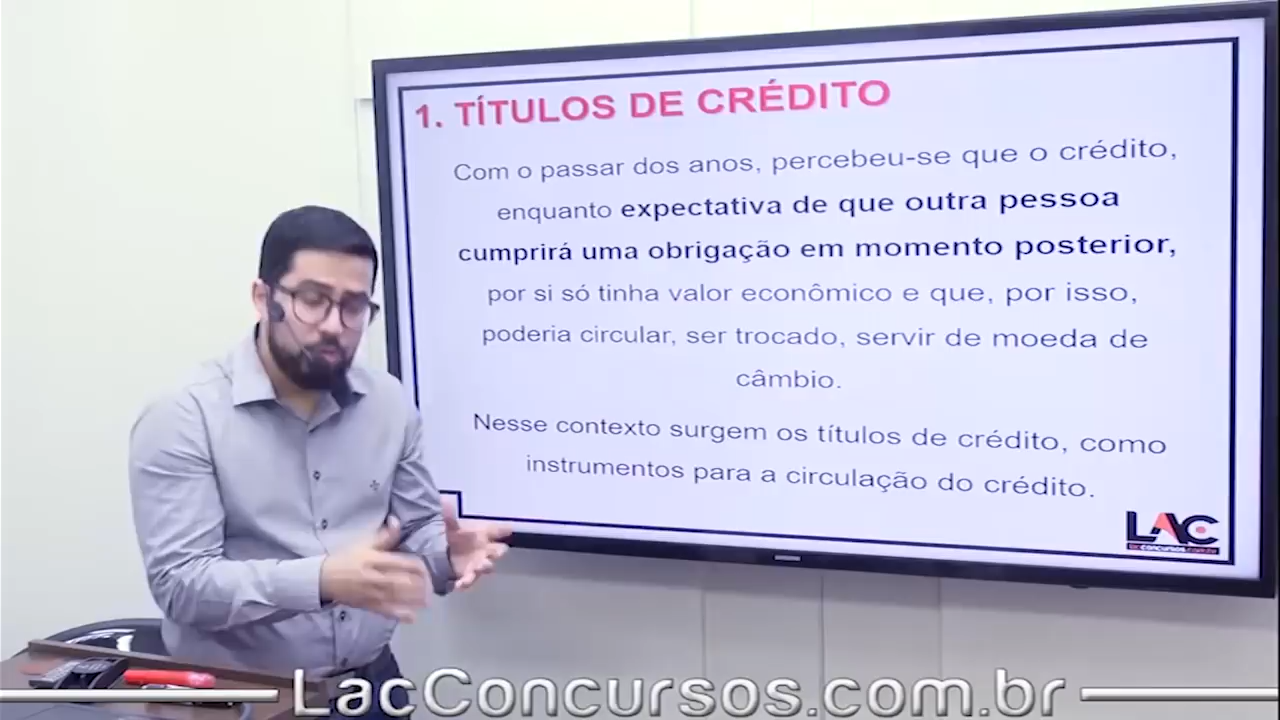 1. TÍTULOS DE CRÉDITO
Com o passar dos anos, percebeu-se que o crédito,
enquanto expectativa de que outra pessoa
cumprirá uma obrigação em momento posterior,
por si só tinha valor econômico e que, por isso,
poderia circular, ser trocado, servir de moeda de
câmbio.
Nesse contexto surgem os títulos de crédito, como
instrumentos para a circulação do crédito.
LAC
lacconcursos.com.br
LacConcursos.com.br